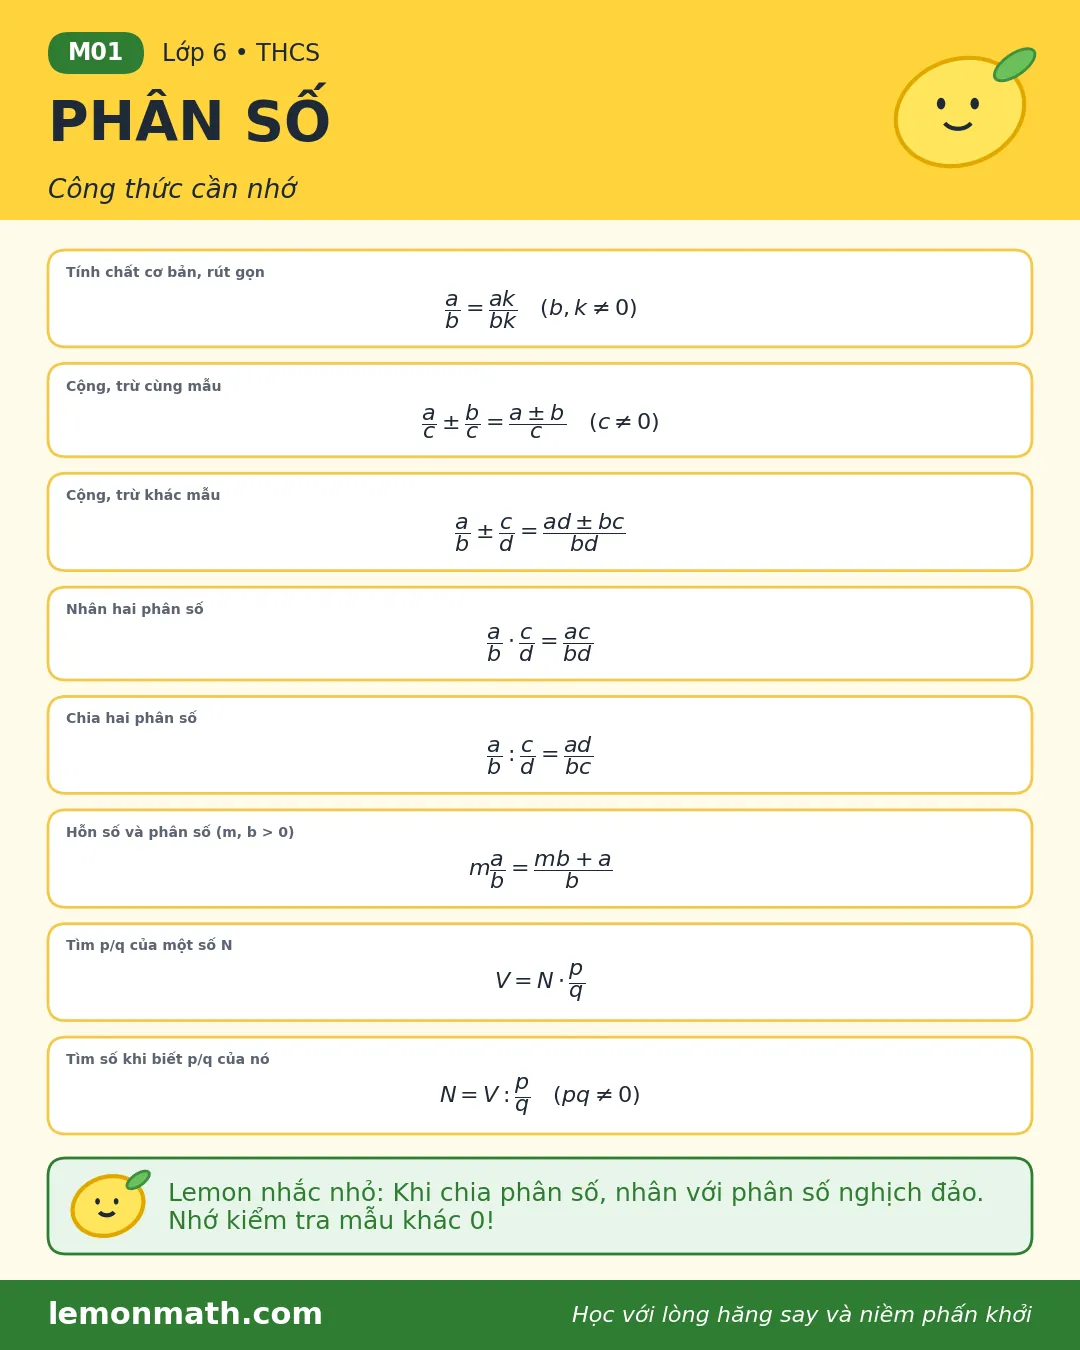 M01 Lớp 6 • THCS
PHÂN SỐ
Công thức cần nhớ
Tính chất cơ bản, rút gọn
a/b = ak/bk (b, k ≠ 0)
Cộng, trừ cùng mẫu
a/c ± b/c = a ± b/c (c ≠ 0)
Cộng, trừ khác mẫu
a/b ± c/d = ad ± bc/bd
Nhân hai phân số
a/b · c/d = ac/bd
Chia hai phân số
a/b : c/d = ad/bc
Hỗn số và phân số (m, b > 0)
m a/b = mb + a/b
Tìm p/q của một số N
V = N · p/q
Tìm số khi biết p/q của nó
N = V : p/q (pq ≠ 0)
Lemon nhắc nhỏ: Khi chia phân số, nhân với phân số nghịch đảo.
Nhớ kiểm tra mẫu khác 0!
lemonmath.com
Học với lòng hăng say và niềm phấn khởi